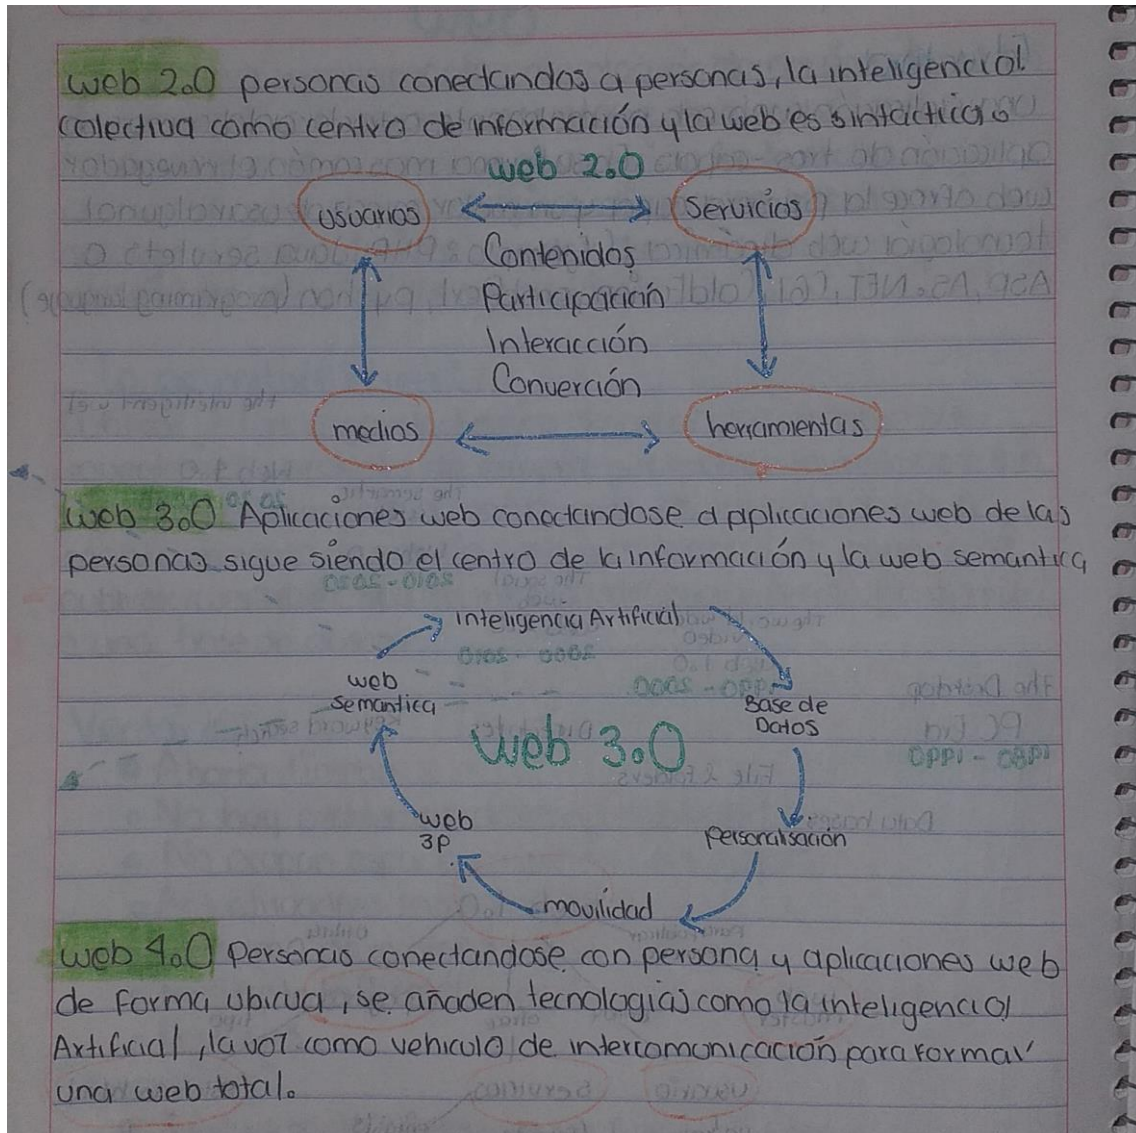 web 2.0 personas conectandos a personas, la inteligencia
colectiva como centro de información y la web es sintáctica.
web 2.0
usuarios
Servicios
Contenidos
Participación
Interacción
Converción
medios
herramientas
web 3.0 Aplicaciones web conectandose a aplicaciones web de las
personas sigue siendo el centro de la información y la web semantica
inteligencia Artificial
web
semantica
Base de
Datos
web 3.0
web
3P
personalisación
movilidad
web 4.0 Personas conectandose con persona y aplicaciones web
de forma ubicua, se añaden tecnologías como la inteligencia
Artificial, la voz como vehiculo de intercomunicación para formar
una web total.